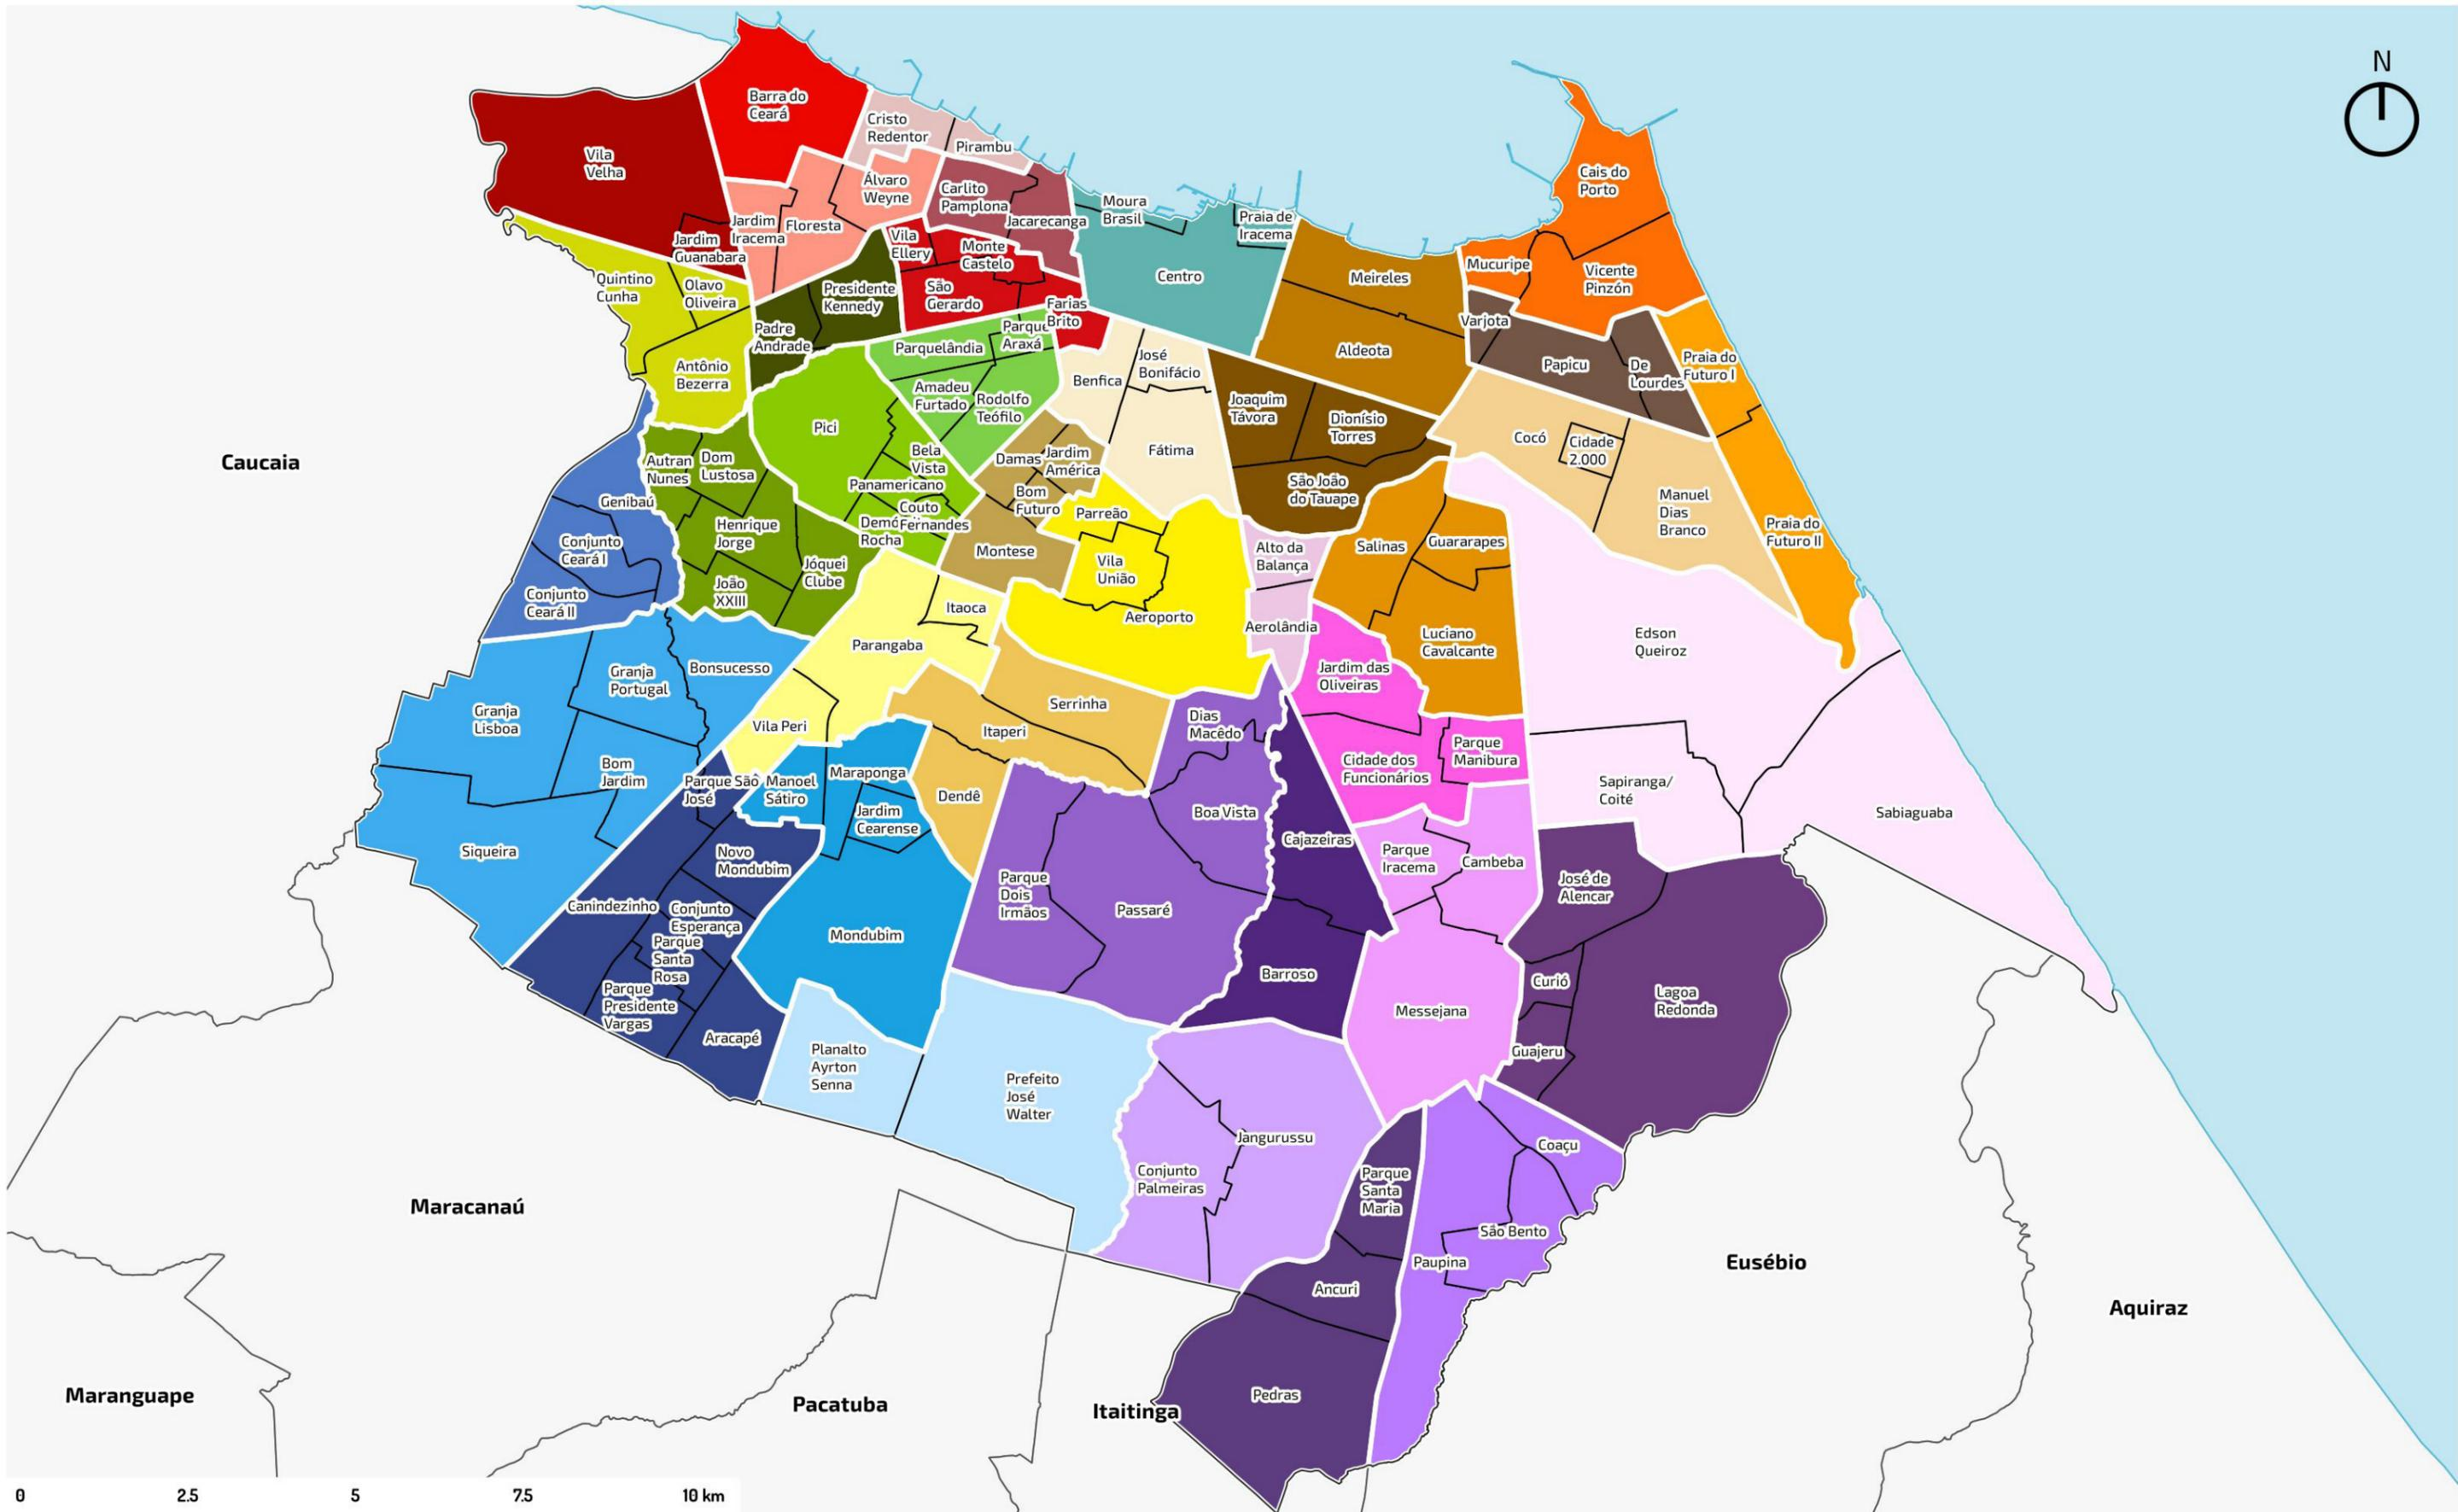 N
Barra do
Ceará
Cristo
Redentor
Pirambu
Vila
Velha
Álvaro
Weyne
Carlito
Pamplona
Jacarecanga
Moura
Brasil
Praia de
Iracema
Cais do
Porto
Jardim
Iracema
Floresta
Jardim
Guanabara
Vila
Ellery
Monte
Castelo
Centro
Meireles
Mucuripe
Vicente
Pinzón
Quintino
Cunha
Olavo
Oliveira
Presidente
Kennedy
São
Gerardo
Farias
Brito
Padre
Andrade
Parquelândia
Parque
Araxá
Varjota
Aldeota
Papicu
De
Lourdes
Praia do
Futuro I
Antônio
Bezerra
Amadeu
Furtado
Rodolfo
Teófilo
Benfica
José
Bonifácio
Joaquim
Távora
Dionísio
Torres
Pici
Cocó
Cidade
2.000
Caucaia
Autran
Nunes
Dom
Lustosa
Bela
Vista
Panamericano
Damas
Jardim
América
Fátima
Genibaú
Couto
Fernandes
Demó
Rocha
Bom
Futuro
Parreão
São João
do Tauape
Manuel
Dias
Branco
Praia do
Futuro II
Henrique
Jorge
Conjunto
Ceará I
Jóquei
Clube
Montese
Vila
União
Alto da
Balança
Salinas
Guararapes
Conjunto
Ceará II
João
XXIII
Itaoca
Aeroporto
Aerolândia
Parangaba
Luciano
Cavalcante
Edson
Queiroz
Granja
Portugal
Bonsucesso
Jardim das
Oliveiras
Granja
Lisboa
Vila Peri
Serrinha
Itaperi
Dias
Macêdo
Cidade dos
Funcionários
Parque
Manibura
Bom
Jardim
Parque São
José
Manoel
Sátiro
Maraponga
Dendê
Jardim
Cearense
Boa Vista
Sapiranga/
Coité
Sabiaguaba
Siqueira
Novo
Mondubim
Cajazeiras
Parque
Iracema
Cambeba
Canindezinho
Conjunto
Esperança
Parque
Dois
Irmãos
Passaré
José de
Alencar
Parque
Santa
Rosa
Mondubim
Barroso
Curió
Lagoa
Redonda
Parque
Presidente
Vargas
Messejana
Aracapé
Guajeru
Planalto
Ayrton
Senna
Prefeito
José
Walter
Jangurussu
Coaçu
Conjunto
Palmeiras
Parque
Santa
Maria
Maracanaú
São Bento
Paupina
Eusébio
Ancuri
Aquiraz
Maranguape
Pacatuba
Itaitinga
Pedras
0 2.5 5 7.5 10 km